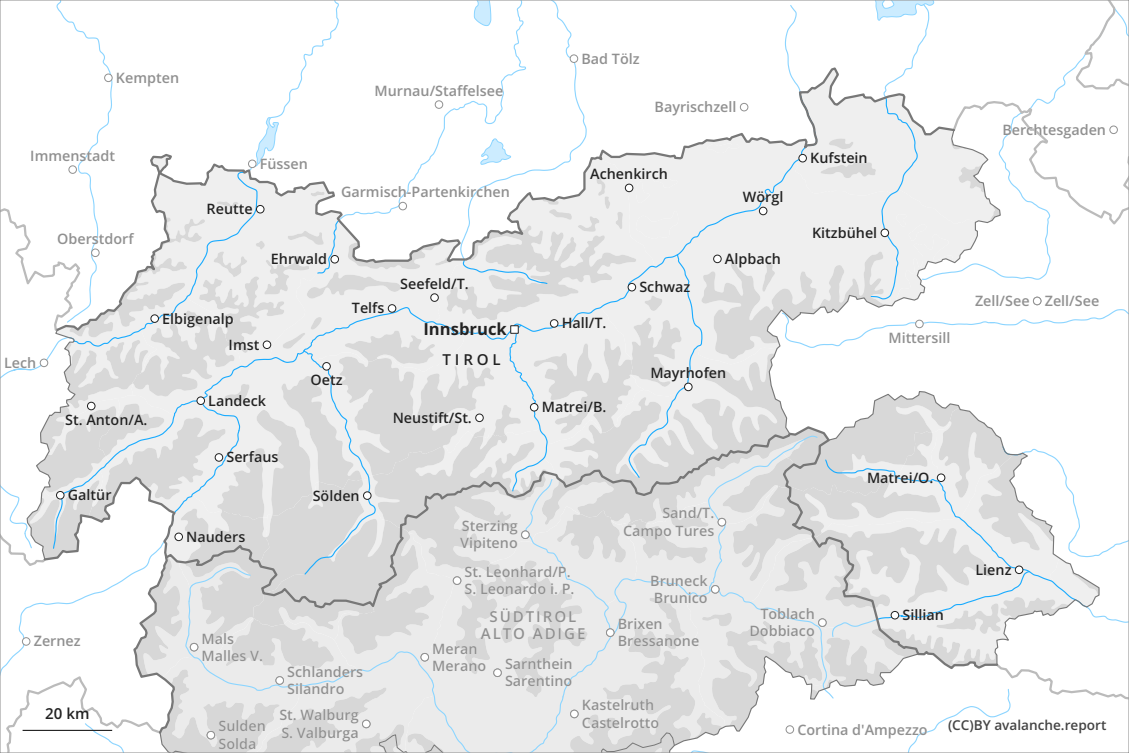 Kempten
Bad Tölz
Murnau/Staffelsee
Bayrischzell
Berchtesgaden
Immenstadt
Füssen
Kufstein
Achenkirch
Garmisch-Partenkirchen
Wörgl
Reutte
Kitzbühel
Oberstdorf
Ehrwald
Alpbach
Seefeld/T.
Schwaz
Zell/See
Zell/See
Telfs
Elbigenalp
Innsbruck
Hall/T.
Mittersill
Imst
TIROL
Lech
Oetz
Mayrhofen
Landeck
Matrei/B.
St. Anton/A.
Neustift/St.
Serfaus
Matrei/O.
Galtür
Sölden
Sand/T.
Campo Tures
Sterzing
Vipiteno
Nauders
Lienz
St. Leonhard/P.
S. Leonardo i. P.
Bruneck
Brunico
SÜDTIROL
ALTO ADIGE
Toblach
Dobbiaco
Sillian
Brixen
Bressanone
Zernez
Mals
Malles V.
Meran
Merano
Sarnthein
Sarentino
Schlanders
Silandro
Kastelruth
Castelrotto
St. Walburg
S. Valburga
Sulden
Solda
20 km
Cortina d'Ampezzo
(CC)BY avalanche.report